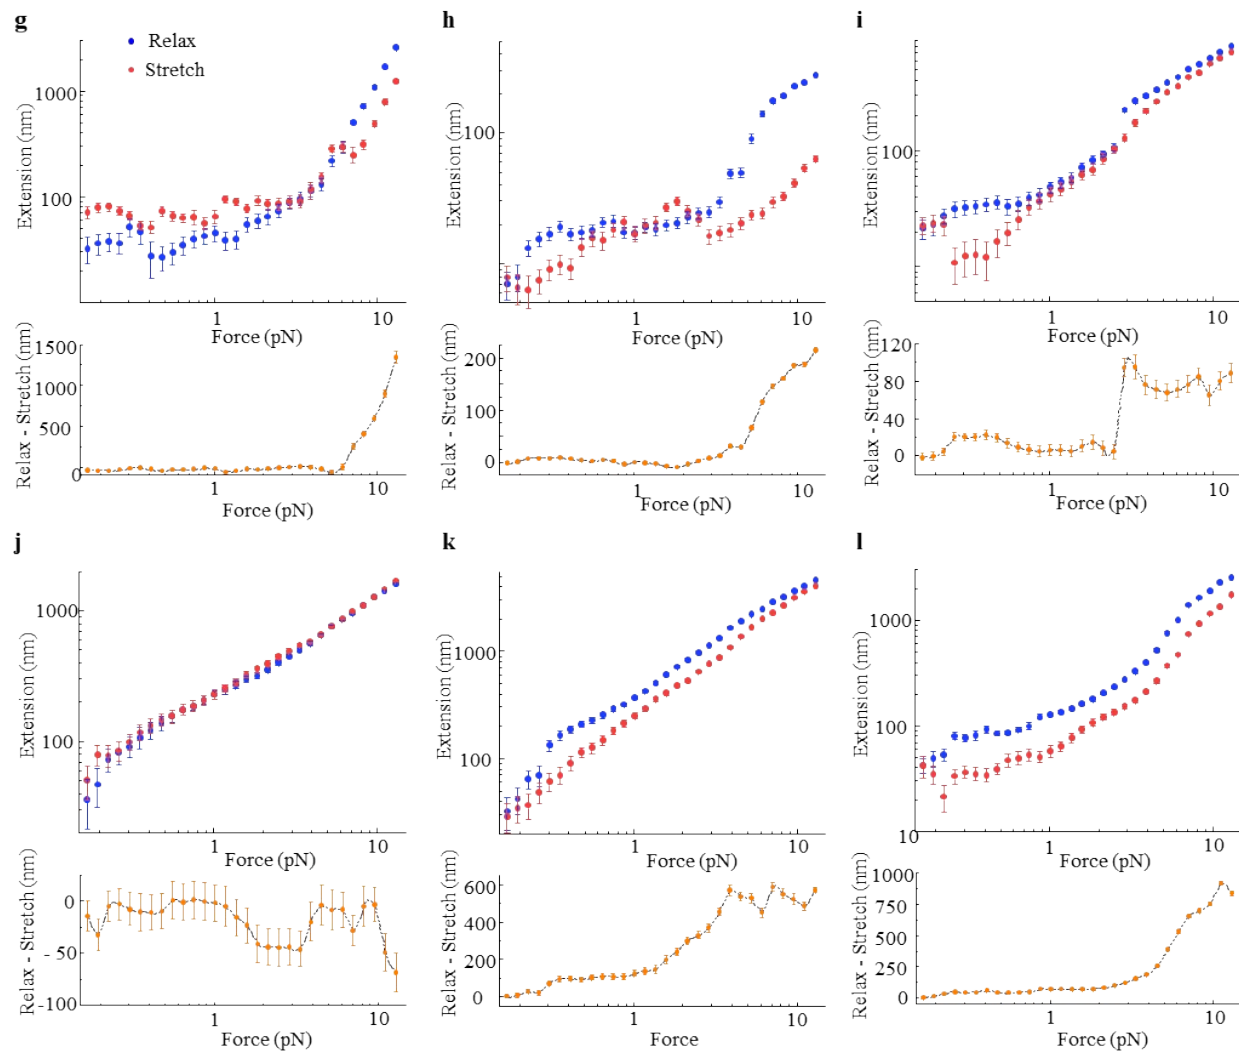 g
Relax
Stretch
Extension (nm)
1000
100
1
10
Force (pN)
Relax - Stretch (nm)
1500
1000
500
0
1
10
Force (pN)
h
Extension (nm)
100
1
10
Force (pN)
Relax - Stretch (nm)
200
100
0
1
10
Force (pN)
i
Extension (nm)
100
1
10
Force (pN)
Relax - Stretch (nm)
120
80
40
0
1
10
Force (pN)
j
Extension (nm)
1000
100
1
10
Force (pN)
Relax - Stretch (nm)
0
- 50
-100
1
10
Force (pN)
k
Extension (nm)
1000
100
1
10
Force (pN)
Relax - Stretch (nm)
600
400
200
0
1
10
Force
l
Extension (nm)
1000
100
10
1
10
Force (pN)
Relax - Stretch (nm)
1000
750
500
250
0
1
10
Force (pN)